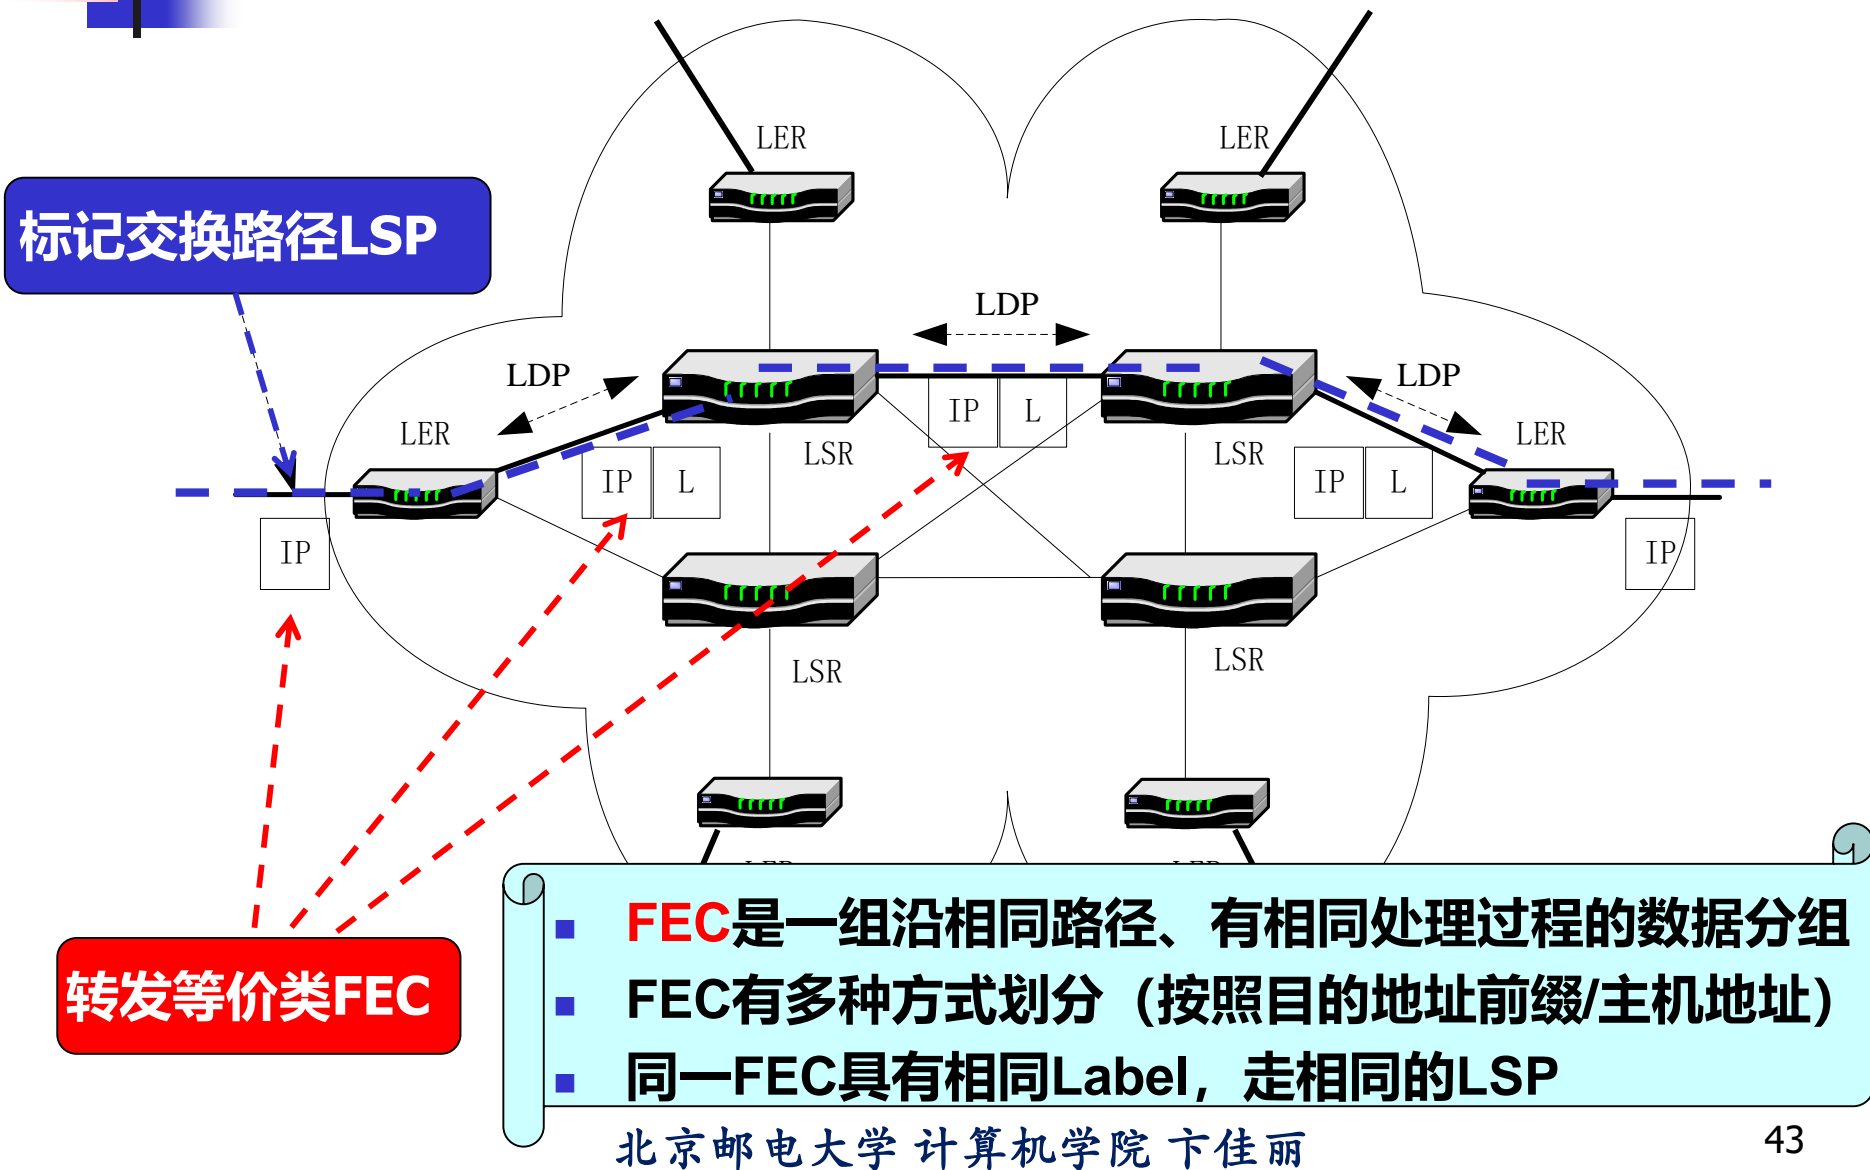 LER
LER
标记交换路径LSP
LDP
LDP
LDP
IP
L
LER
LSR
LSR
LER
IP
L
IP
L
IP
IP
LSR
LSR
转发等价类FEC
FEC是一组沿相同路径、有相同处理过程的数据分组
FEC有多种方式划分（按照目的地址前缀/主机地址）
同一FEC具有相同Label，走相同的LSP
北京邮电大学 计算机学院 卞佳丽
43